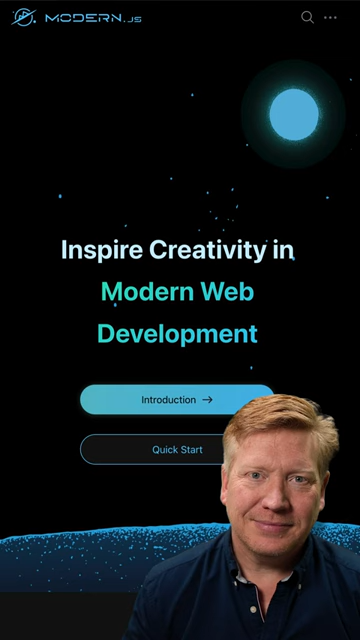 MODERN.JS
Inspire Creativity in
Modern Web
Development
Introduction →
Quick Start